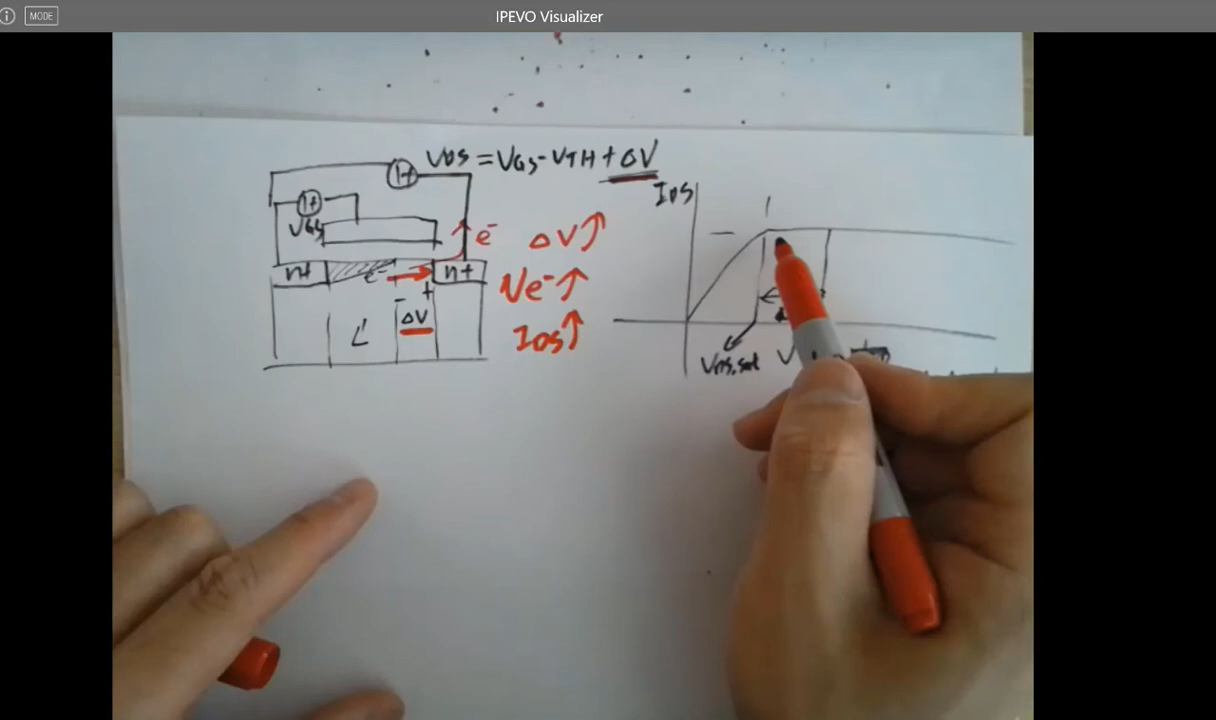 MODE
IPEVO Visualizer
VDS = VGS - VTH + ΔV
IDS
VGS
e⁻
ΔV↑
n+
e⁻
n+
Ne⁻↑
+
-
ΔV
L'
IDS↑
VDS,sat
V